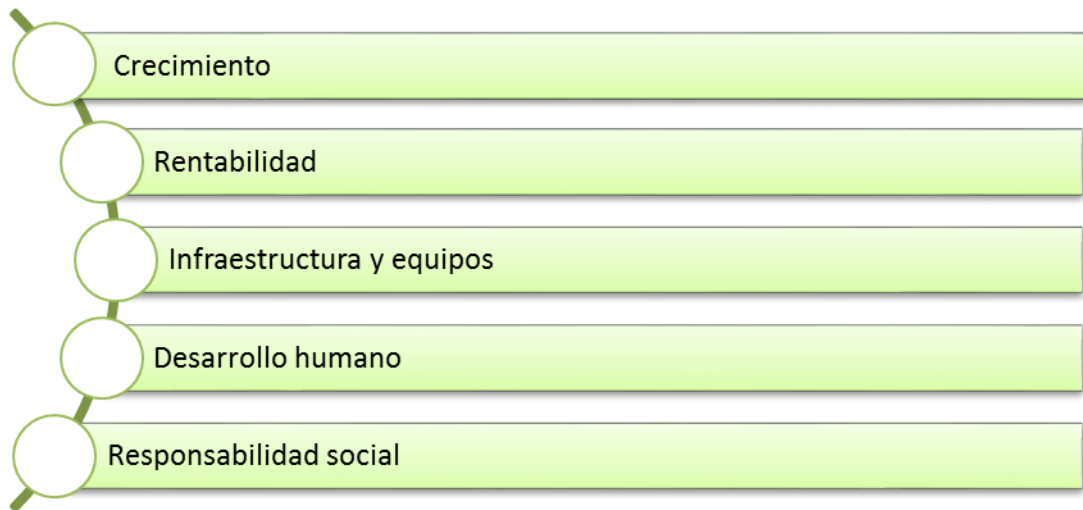 Crecimiento
Rentabilidad
Infraestructura y equipos
Desarrollo humano
Responsabilidad social